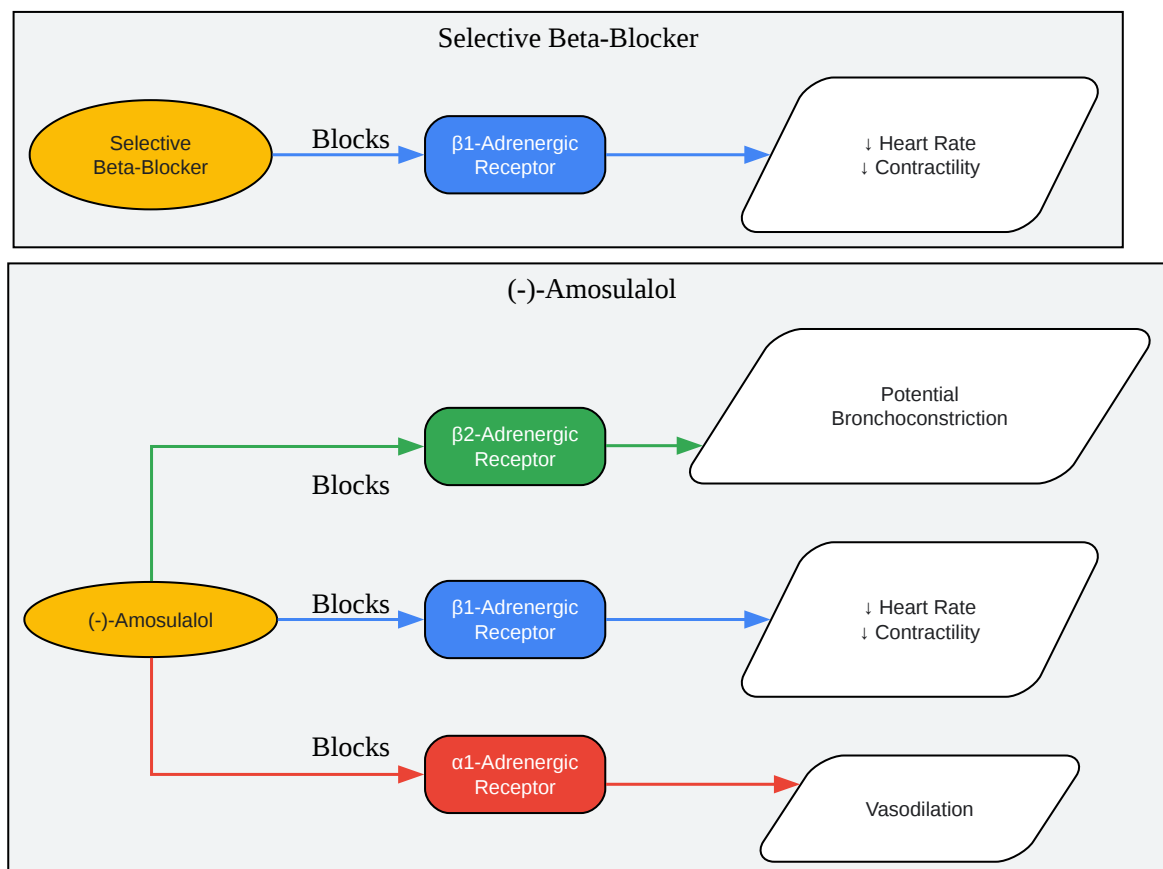 Selective Beta-Blocker
Selective
Beta-Blocker
Blocks
β1-Adrenergic
Receptor
↓ Heart Rate
↓ Contractility
(-)-Amosulalol
Potential
Bronchoconstriction
β2-Adrenergic
Receptor
Blocks
(-)-Amosulalol
Blocks
β1-Adrenergic
Receptor
↓ Heart Rate
↓ Contractility
Blocks
α1-Adrenergic
Receptor
Vasodilation